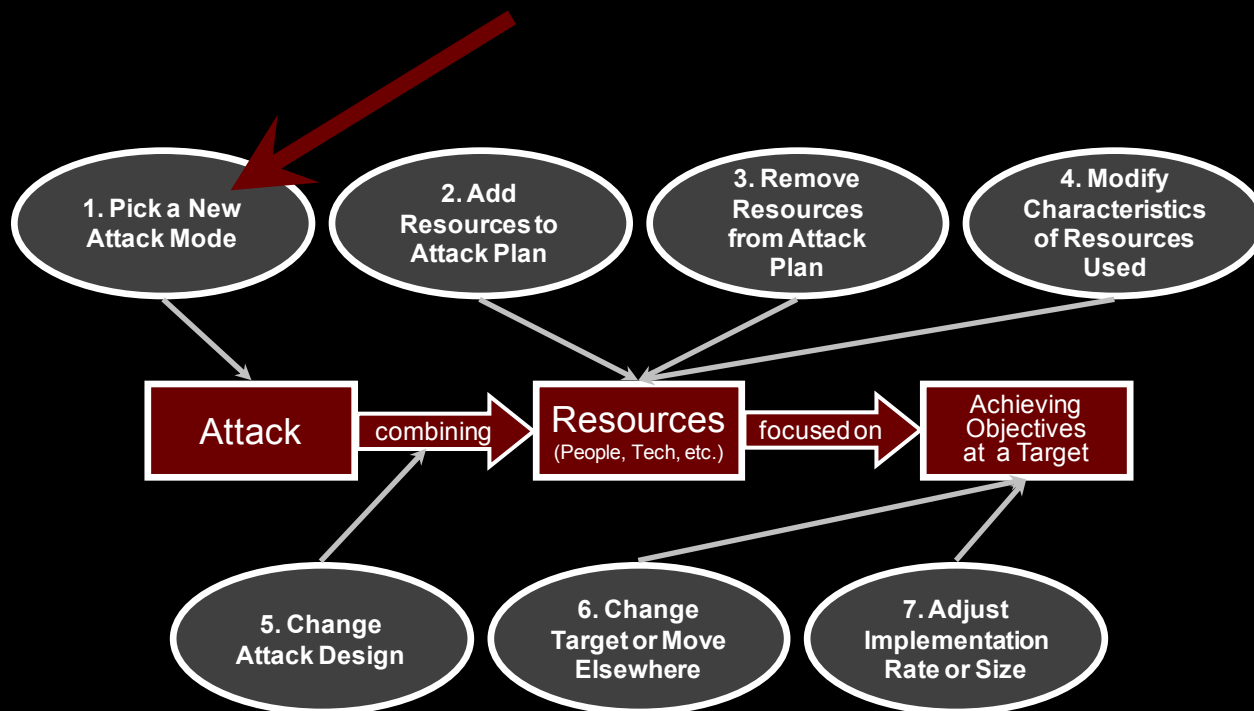 1. Pick a New
Attack Mode
2. Add
Resources to
Attack Plan
3. Remove
Resources
from Attack
Plan
4. Modify
Characteristics
of Resources
Used
Attack
combining
Resources
(People, Tech, etc.)
focused on
Achieving
Objectives
at a Target
5. Change
Attack Design
6. Change
Target or Move
Elsewhere
7. Adjust
Implementation
Rate or Size